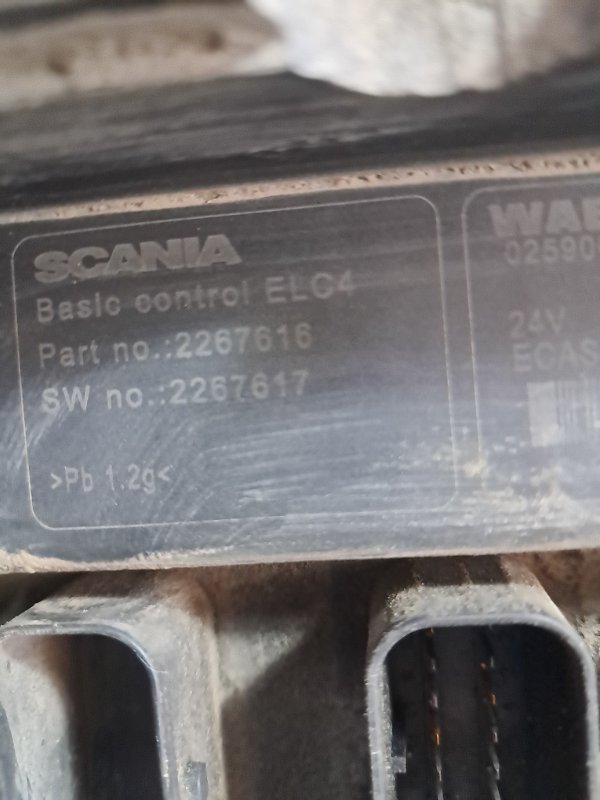 SCANIA
Basic control ELC4
Part no.:2267616
SW no.:2267617
>Pb 1.2g<
24V
ECAS